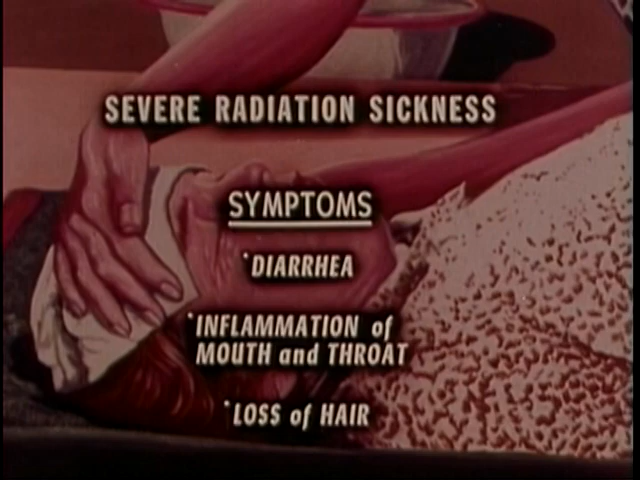 SEVERE RADIATION SICKNESS
SYMPTOMS
•DIARRHEA
•INFLAMMATION of
MOUTH and THROAT
•LOSS of HAIR